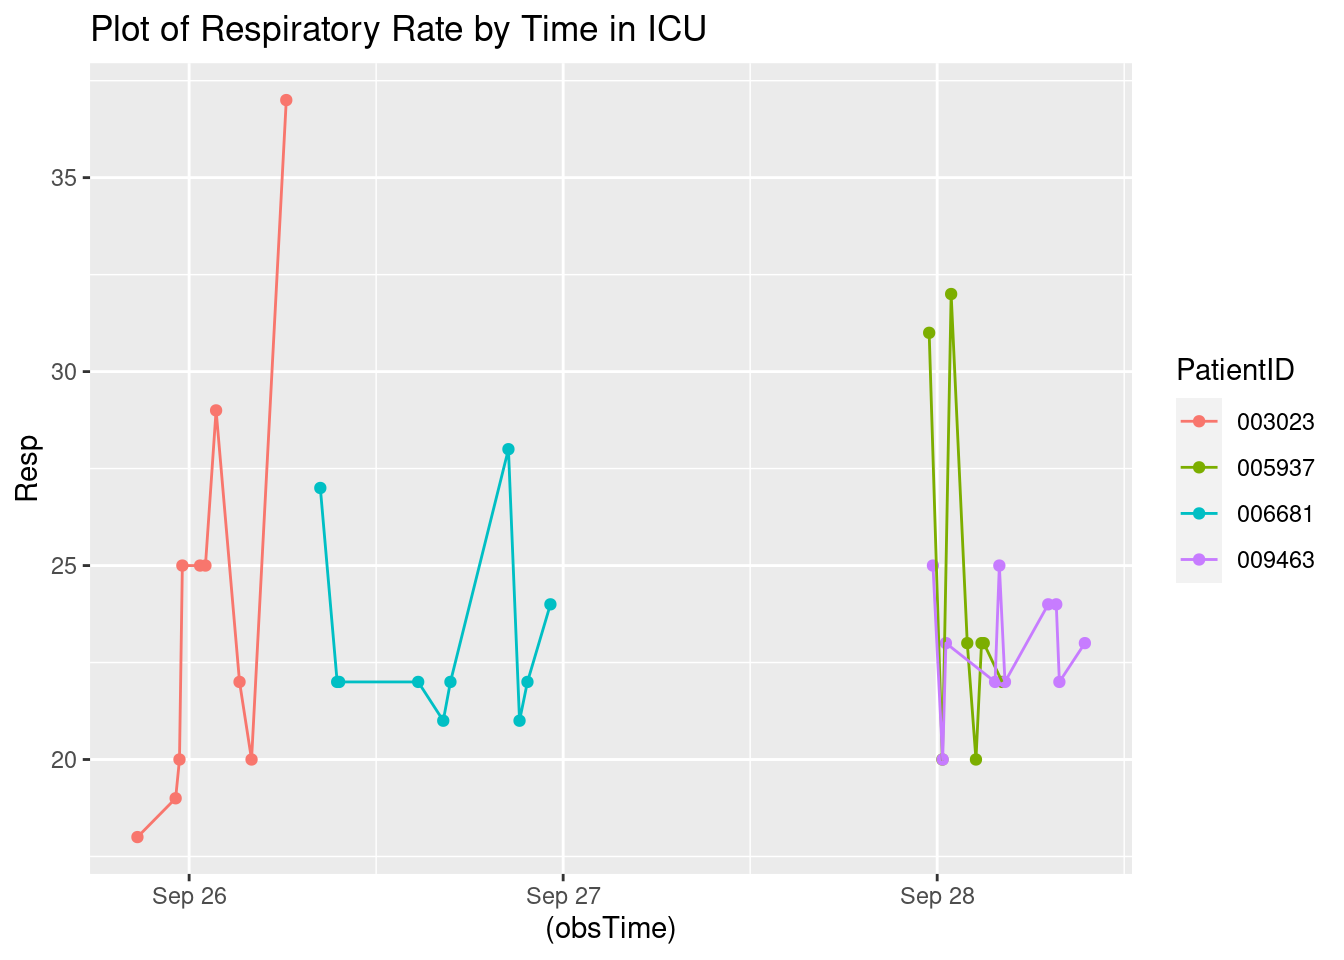 Plot of Respiratory Rate by Time in ICU
35
30
25
20
Resp
Sep 26
Sep 27
Sep 28
(obsTime)
PatientID
003023
005937
006681
009463